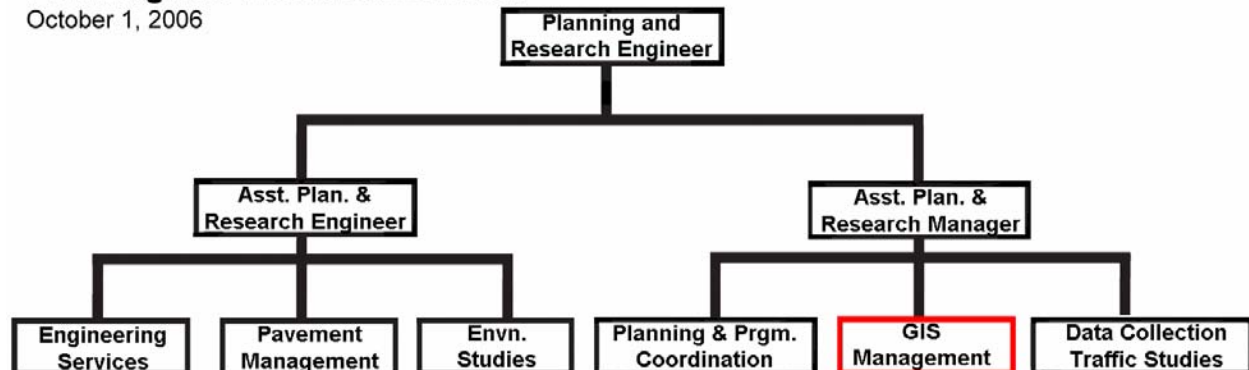 October 1, 2006
Planning and
Research Engineer
Asst. Plan. &
Research Engineer
Asst. Plan. &
Research Manager
Engineering
Services
Pavement
Management
Envn.
Studies
Planning & Prgm.
Coordination
GIS
Management
Data Collection
Traffic Studies